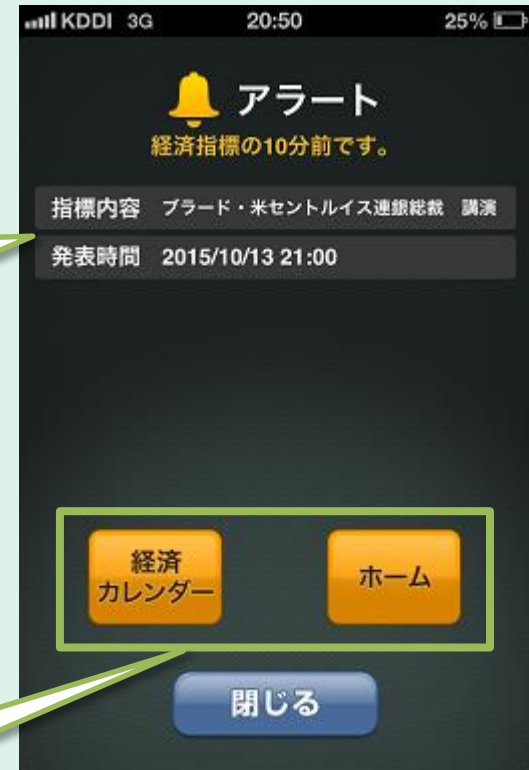 KDDI 3G 20:50 25%
アラート
経済指標の10分前です。
指標内容 ブラード・米セントルイス連銀総裁 講演
発表時間 2015/10/13 21:00
経済
カレンダー
ホーム
閉じる